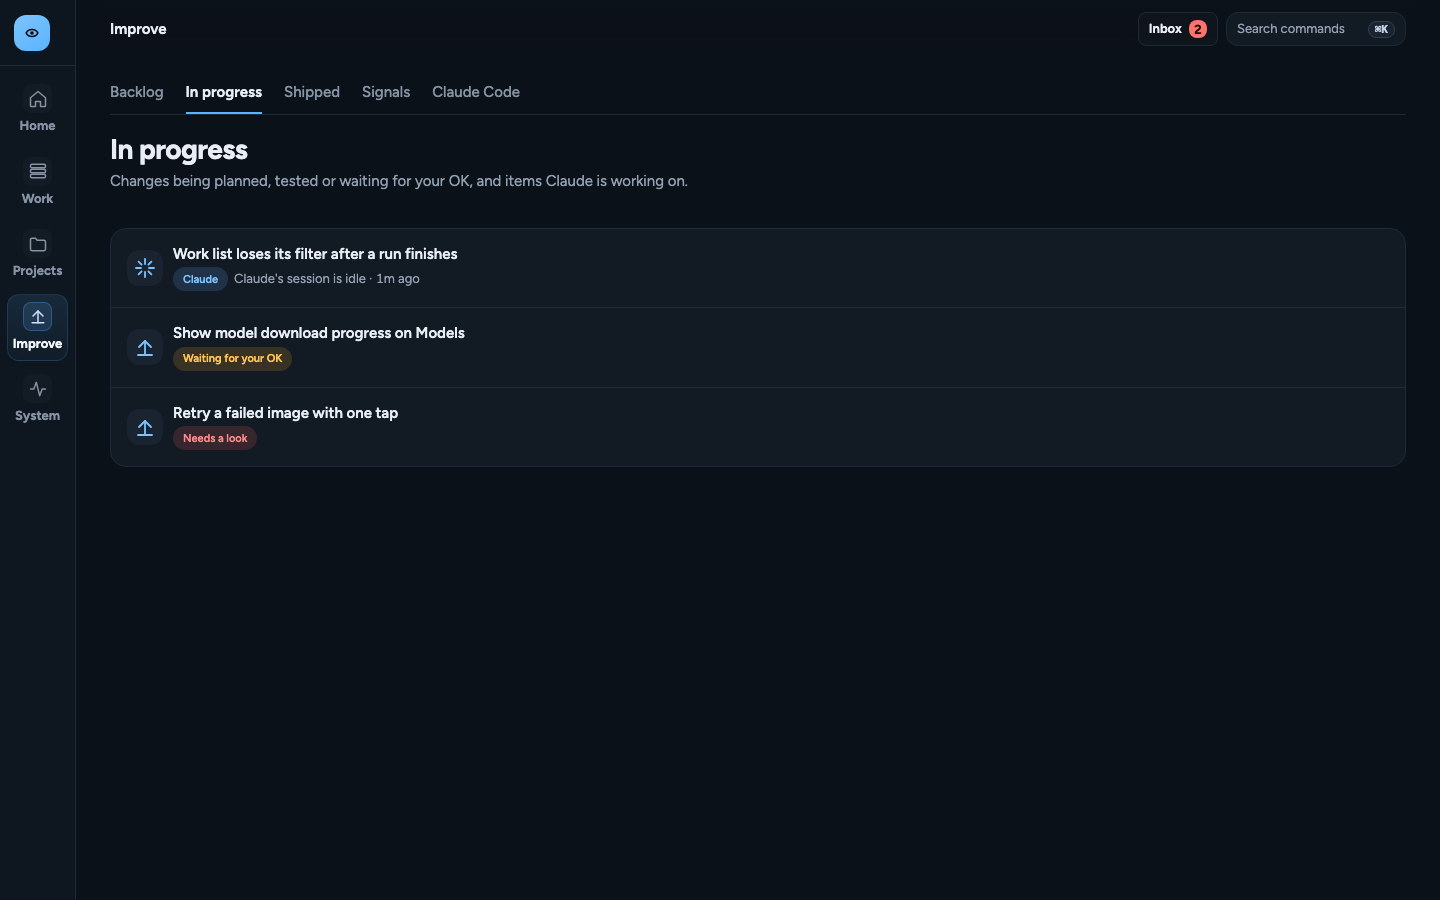 Improve
Inbox 2
Search commands ⌘K
Home
Work
Projects
Improve
System
Backlog In progress Shipped Signals Claude Code
In progress
Changes being planned, tested or waiting for your OK, and items Claude is working on.
Work list loses its filter after a run finishes
Claude Claude's session is idle · 1m ago
Show model download progress on Models
Waiting for your OK
Retry a failed image with one tap
Needs a look